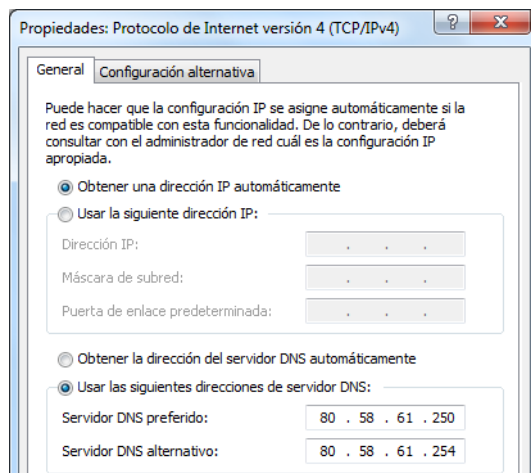 Propiedades: Protocolo de Internet versión 4 (TCP/IPv4)
General
Configuración alternativa
Puede hacer que la configuración IP se asigne automáticamente si la
red es compatible con esta funcionalidad. De lo contrario, deberá
consultar con el administrador de red cuál es la configuración IP
apropiada.
Obtener una dirección IP automáticamente
Usar la siguiente dirección IP:
Dirección IP:
Máscara de subred:
Puerta de enlace predeterminada:
Obtener la dirección del servidor DNS automáticamente
Usar las siguientes direcciones de servidor DNS:
Servidor DNS preferido: 80 . 58 . 61 . 250
Servidor DNS alternativo: 80 . 58 . 61 . 254